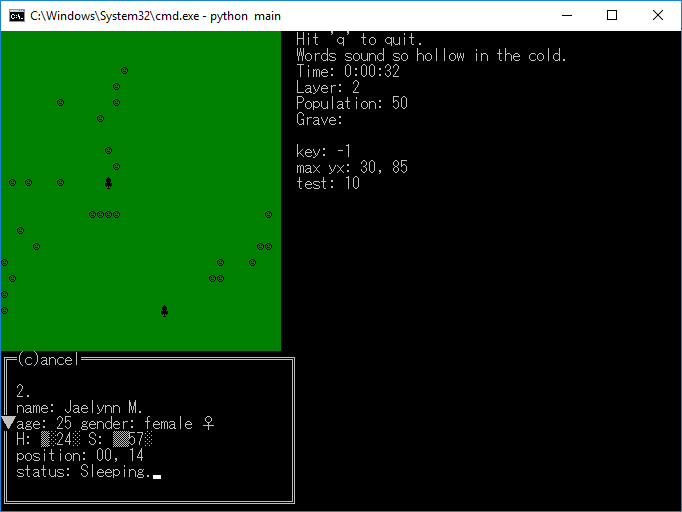 C:\Windows\System32\cmd.exe - python  main
Hit 'q' to quit.
Words sound so hollow in the cold.
Time: 0:00:32
Layer: 2
Population: 50
Grave:
key: -1
max yx: 30, 85
test: 10
(c)ancel
2.
name: Jaelynn M.
age: 25 gender: female ♀
H: ▒░24░ S: ▒▒57░
position: 00, 14
status: Sleeping.